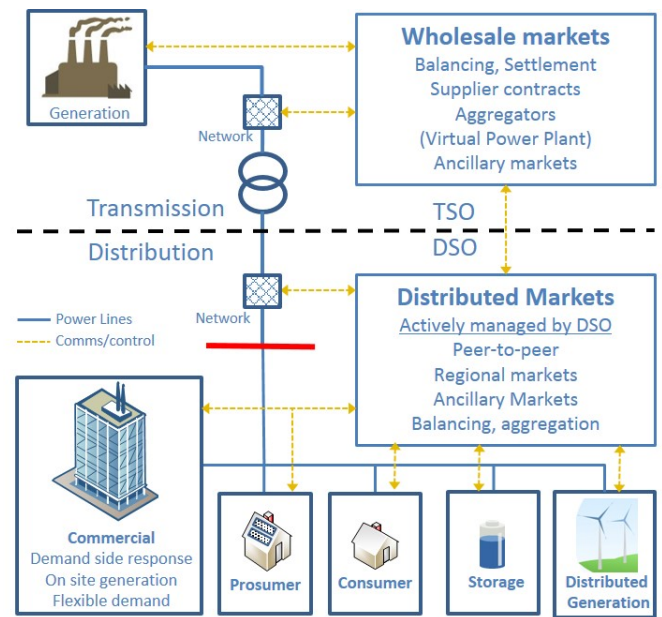 Generation
Wholesale markets
Balancing, Settlement
Supplier contracts
Aggregators
(Virtual Power Plant)
Ancillary markets
Network
Transmission
TSO
Distribution
DSO
Network
Power Lines
Comms/control
Distributed Markets
Actively managed by DSO
Peer-to-peer
Regional markets
Ancillary Markets
Balancing, aggregation
Commercial
Demand side response
On site generation
Flexible demand
Prosumer
Consumer
Storage
Distributed
Generation